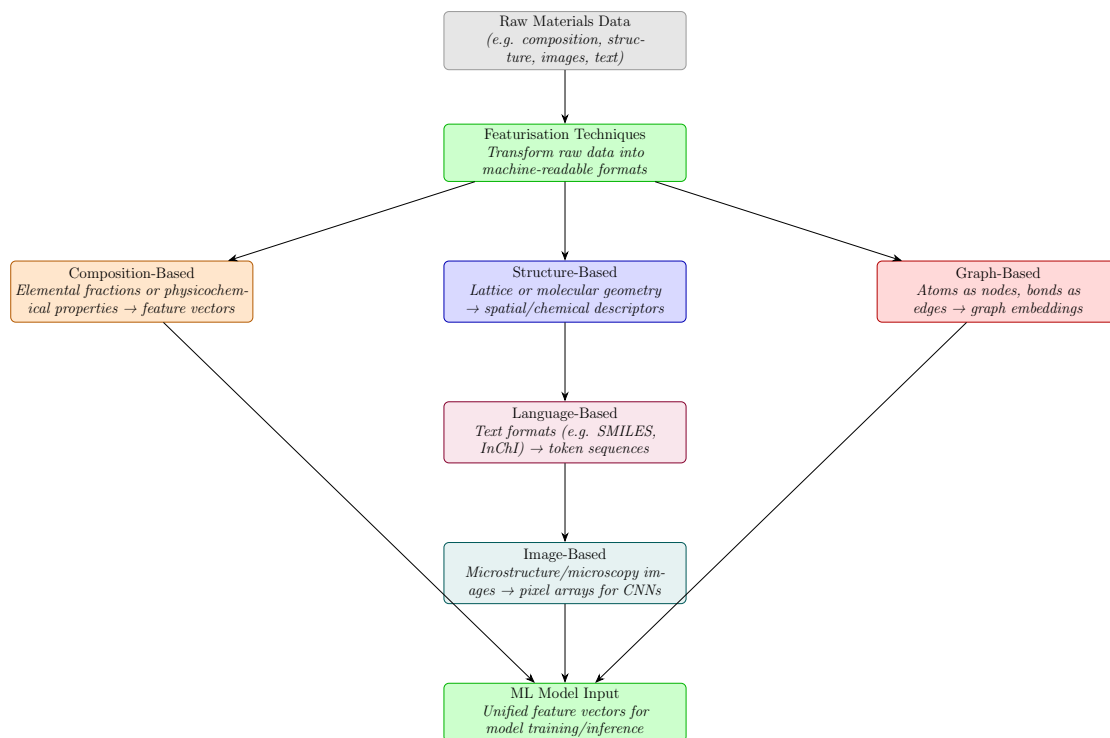 Raw Materials Data
(e.g. composition, struc-
ture, images, text)
Featurisation Techniques
Transform raw data into
machine-readable formats
Composition-Based
Elemental fractions or physicochem-
ical properties → feature vectors
Structure-Based
Lattice or molecular geometry
→ spatial/chemical descriptors
Graph-Based
Atoms as nodes, bonds as
edges → graph embeddings
Language-Based
Text formats (e.g. SMILES,
InChI) → token sequences
Image-Based
Microstructure/microscopy im-
ages → pixel arrays for CNNs
ML Model Input
Unified feature vectors for
model training/inference